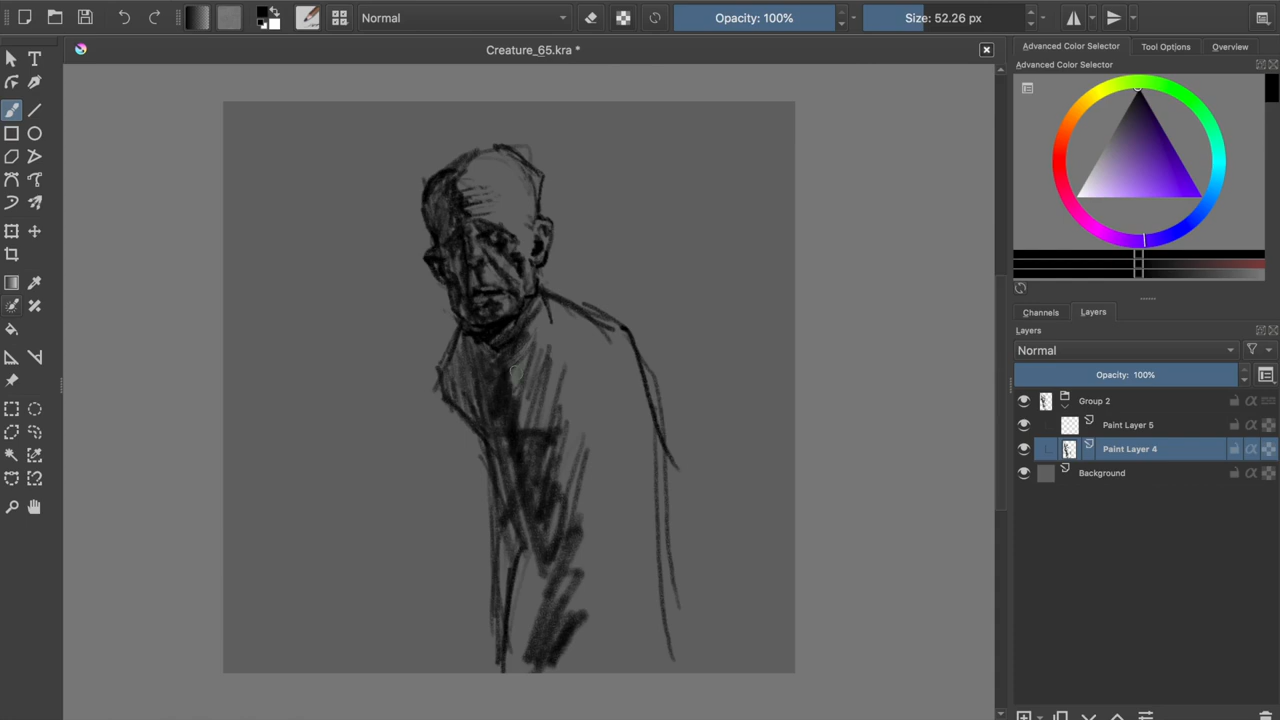 Normal
Opacity: 100%
Size: 52.26 px
Creature_65.kra *
Advanced Color Selector
Tool Options
Overview
Advanced Color Selector
Channels
Layers
Layers
Normal
Opacity: 100%
Group 2
Paint Layer 5
Paint Layer 4
Background